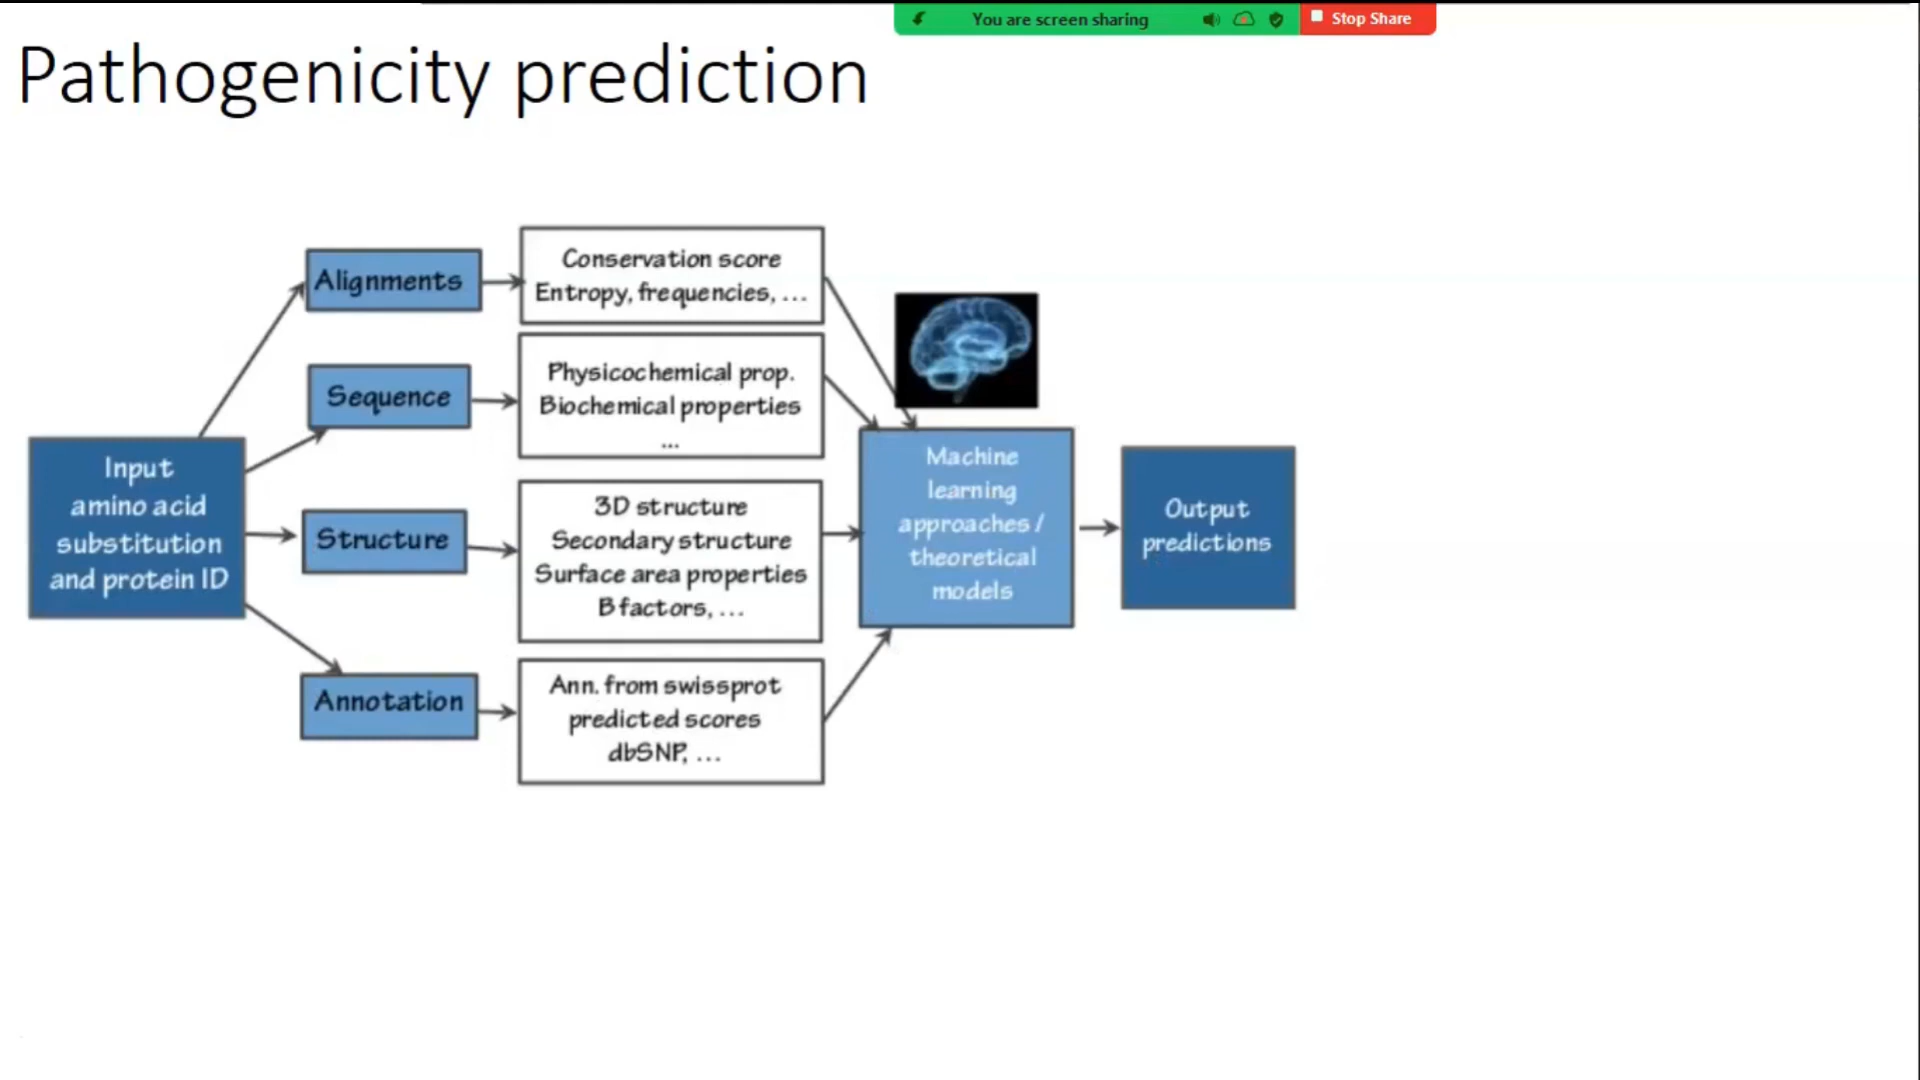 You are screen sharing
Stop Share
Pathogenicity prediction
Alignments
Conservation score
Entropy, frequencies, ...
Sequence
Physicochemical prop.
Biochemical properties
...
Input
amino acid
substitution
and protein ID
Structure
3D structure
Secondary structure
Surface area properties
B factors, ...
Annotation
Ann. from swissprot
predicted scores
dbSNP, ...
Machine
learning
approaches /
theoretical
models
Output
predictions